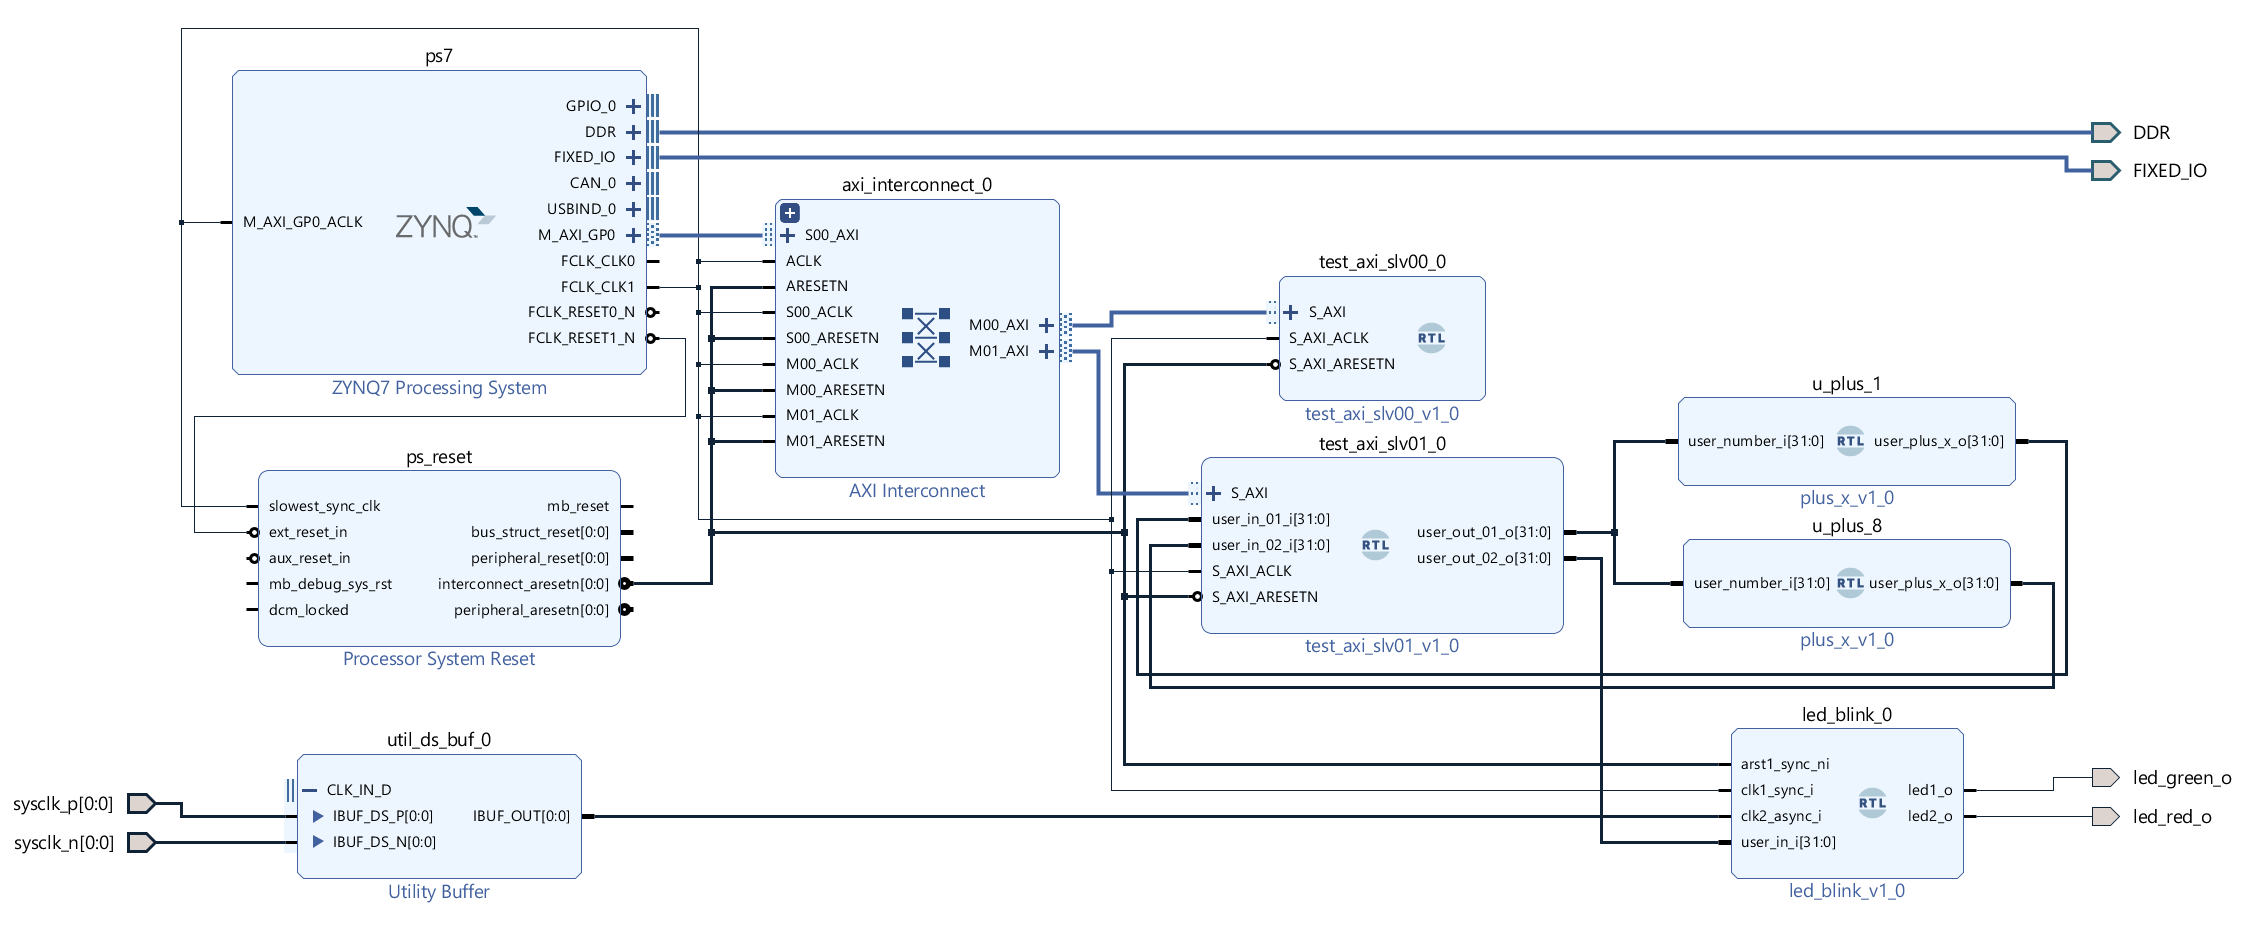 ps7
GPIO_0
DDR
FIXED_IO
CAN_0
USBIND_0
M_AXI_GP0_ACLK
ZYNQ
M_AXI_GP0
FCLK_CLK0
FCLK_CLK1
FCLK_RESET0_N
FCLK_RESET1_N
ZYNQ7 Processing System
DDR
FIXED_IO
axi_interconnect_0
S00_AXI
ACLK
ARESETN
S00_ACLK
S00_ARESETN
M00_ACLK
M00_ARESETN
M01_ACLK
M01_ARESETN
M00_AXI
M01_AXI
AXI Interconnect
test_axi_slv00_0
S_AXI
S_AXI_ACLK
S_AXI_ARESETN
RTL
test_axi_slv00_v1_0
ps_reset
slowest_sync_clk
ext_reset_in
aux_reset_in
mb_debug_sys_rst
dcm_locked
mb_reset
bus_struct_reset[0:0]
peripheral_reset[0:0]
interconnect_aresetn[0:0]
peripheral_aresetn[0:0]
Processor System Reset
test_axi_slv01_0
S_AXI
user_in_01_i[31:0]
user_in_02_i[31:0]
S_AXI_ACLK
S_AXI_ARESETN
RTL
user_out_01_o[31:0]
user_out_02_o[31:0]
test_axi_slv01_v1_0
u_plus_1
user_number_i[31:0] RTL user_plus_x_o[31:0]
plus_x_v1_0
u_plus_8
user_number_i[31:0] RTL user_plus_x_o[31:0]
plus_x_v1_0
util_ds_buf_0
sysclk_p[0:0]
sysclk_n[0:0]
CLK_IN_D
IBUF_DS_P[0:0]
IBUF_DS_N[0:0]
IBUF_OUT[0:0]
Utility Buffer
led_blink_0
arst1_sync_ni
clk1_sync_i
clk2_async_i
user_in_i[31:0]
RTL
led1_o
led2_o
led_blink_v1_0
led_green_o
led_red_o